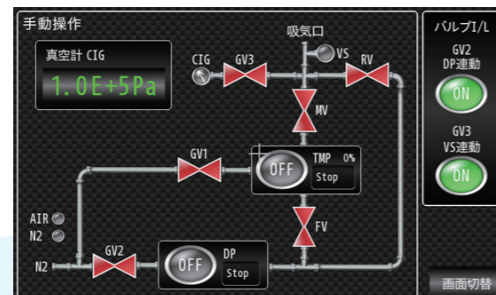 手動操作
真空計 CIG
1.0E+5Pa
吸気口
VS
CIG
GV3
RV
MV
GV1
OFF
TMP 0%
Stop
FV
AIR
N2
N2
GV2
OFF
DP
Stop
バルブI/L
GV2
DP連動
ON
GV3
VS連動
ON
画面切替